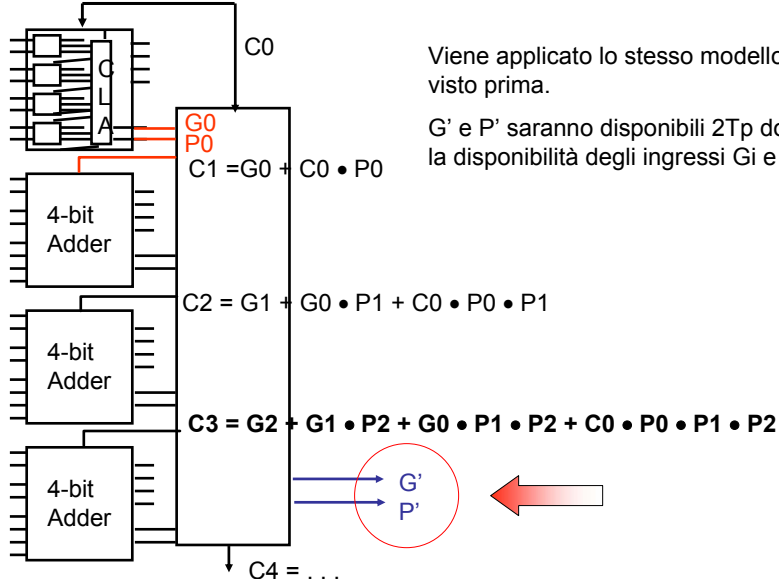 C0
Viene applicato lo stesso modello
visto prima.
G' e P' saranno disponibili 2Tp do
la disponibilità degli ingressi Gi e
C
L
A
G0
P0
C1 =G0 + C0 • P0
4-bit
Adder
C2 = G1 + G0 • P1 + C0 • P0 • P1
4-bit
Adder
C3 = G2 + G1 • P2 + G0 • P1 • P2 + C0 • P0 • P1 • P2
4-bit
Adder
G'
P'
C4 = . . .